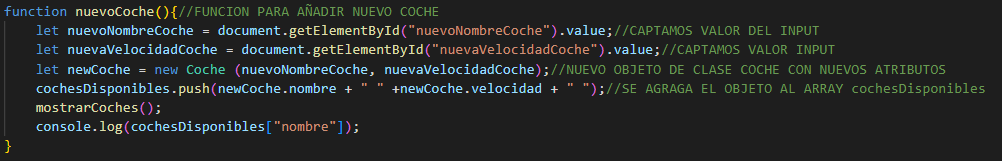 function nuevoCoche(){//FUNCION PARA AÑADIR NUEVO COCHE
let nuevoNombreCoche = document.getElementById("nuevoNombreCoche").value;//CAPTAMOS VALOR DEL INPUT
let nuevaVelocidadCoche = document.getElementById("nuevaVelocidadCoche").value;//CAPTAMOS VALOR INPUT
let newCoche = new Coche (nuevoNombreCoche, nuevaVelocidadCoche);//NUEVO OBJETO DE CLASE COCHE CON NUEVOS ATRIBUTOS
cochesDisponibles.push(newCoche.nombre + " " +newCoche.velocidad + " ");//SE AGRAGA EL OBJETO AL ARRAY cochesDisponibles
mostrarCoches();
console.log(cochesDisponibles["nombre"]);
}